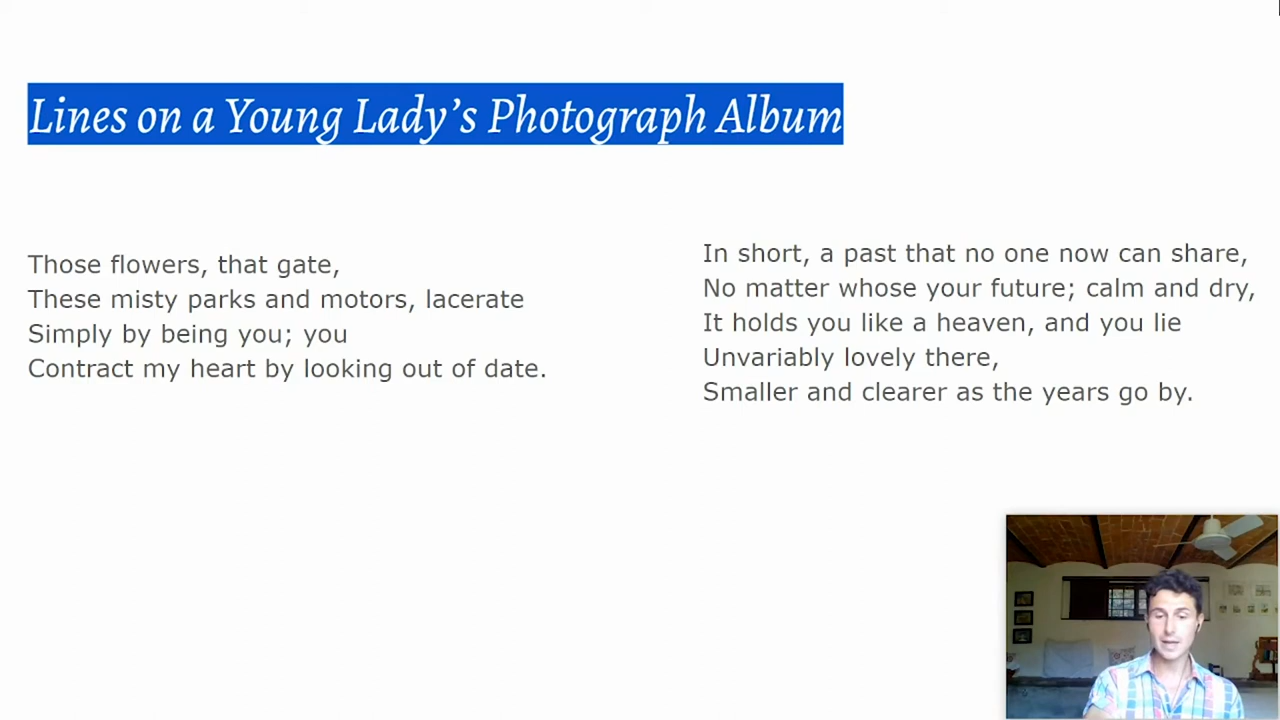 Lines on a Young Lady’s Photograph Album
Those flowers, that gate,
These misty parks and motors, lacerate
Simply by being you; you
Contract my heart by looking out of date.
In short, a past that no one now can share,
No matter whose your future; calm and dry,
It holds you like a heaven, and you lie
Unvariably lovely there,
Smaller and clearer as the years go by.